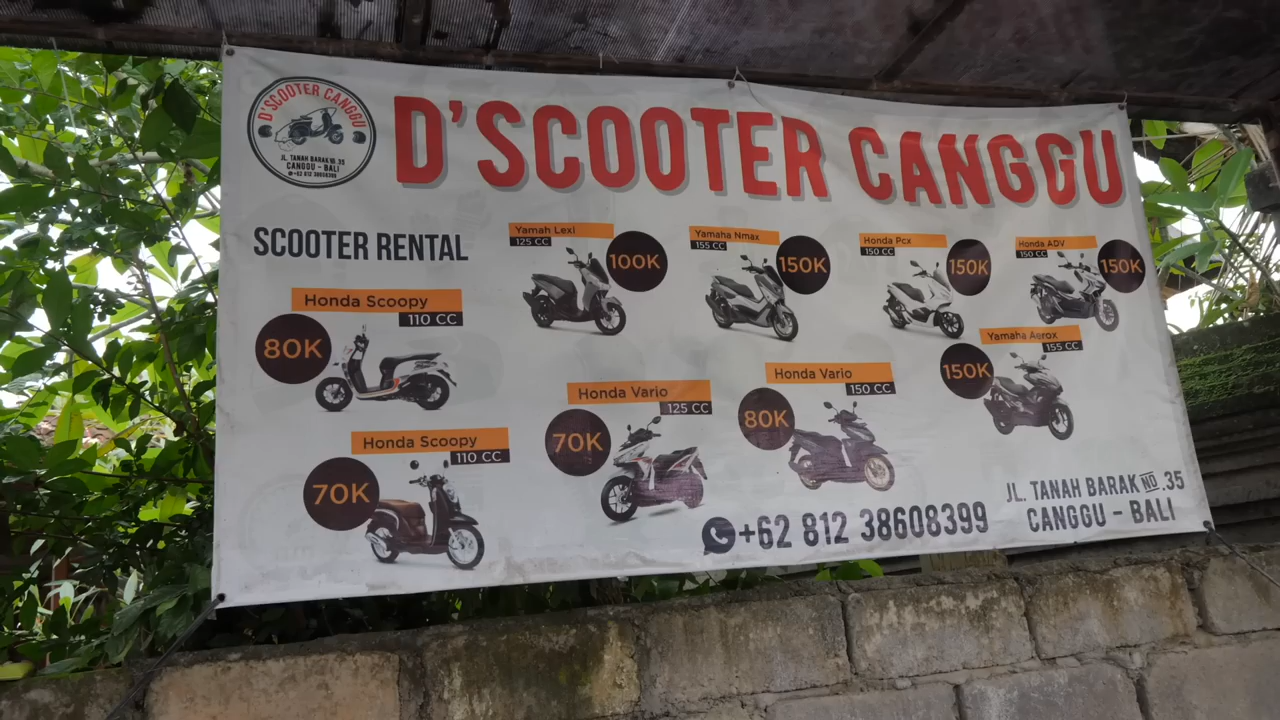 D'SCOOTER CANGGU
JL. TANAH BARAK NO.35
CANGGU - BALI
+62 812 38608399
D'SCOOTER CANGGU
SCOOTER RENTAL
Yamah Lexi
125 CC
100K
Yamaha Nmax
155 CC
150K
Honda Pcx
150 CC
150K
Honda ADV
150 CC
150K
Honda Scoopy
110 CC
80K
Yamaha Aerox
155 CC
150K
Honda Vario
125 CC
70K
Honda Vario
150 CC
80K
Honda Scoopy
110 CC
70K
+62 812 38608399
JL. TANAH BARAK NO.35
CANGGU - BALI